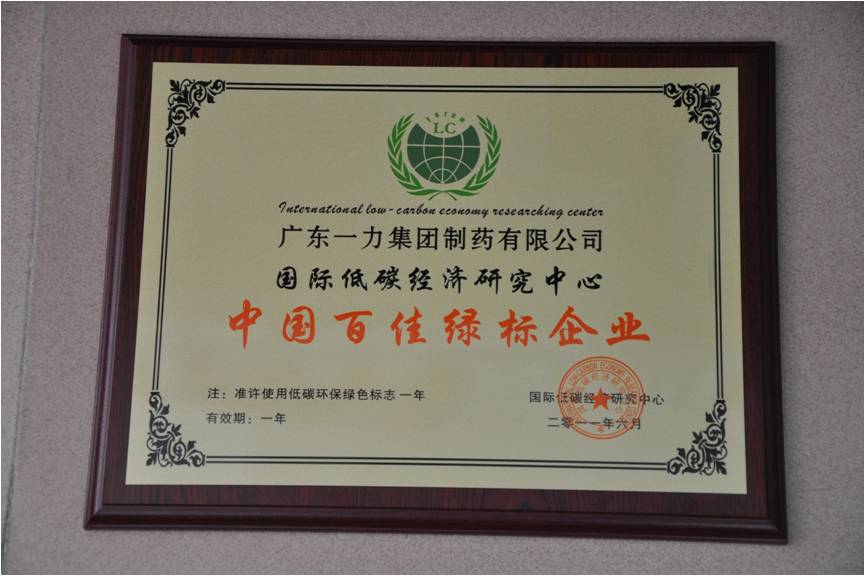 LC
International low-carbon economy researching center
广东一力集团制药有限公司
国际低碳经济研究中心
中国百佳绿标企业
注：准许使用低碳环保绿色标志一年
有效期：一年
国际低碳经济研究中心
二零一一年六月